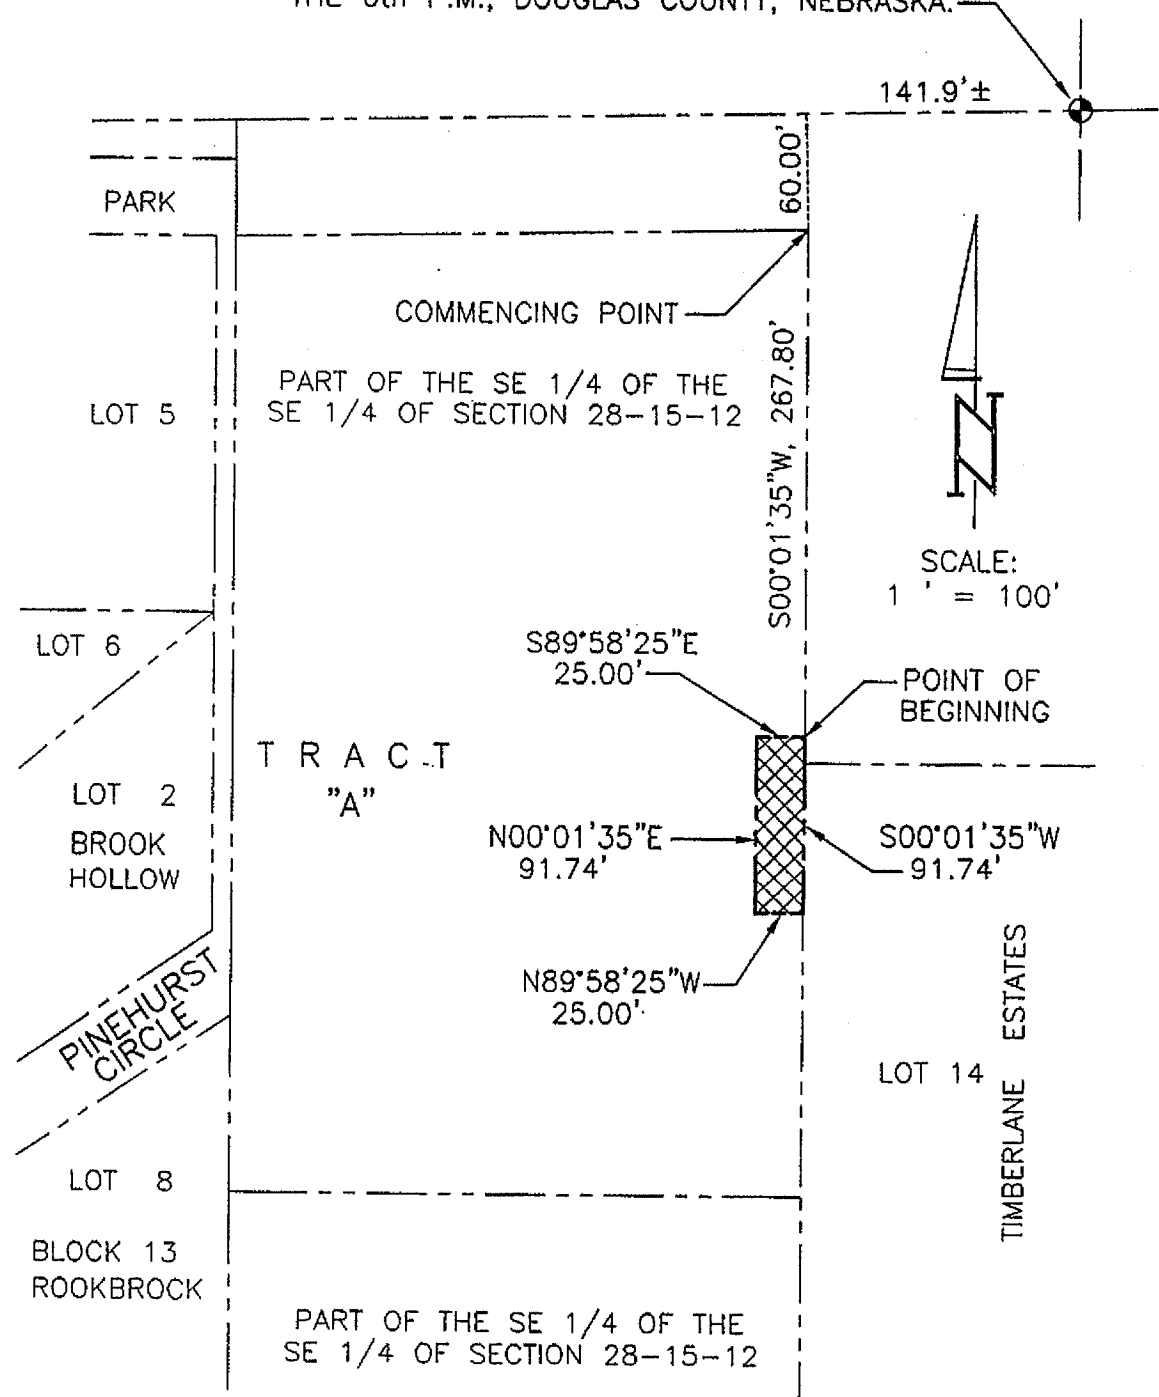 THE 6th P.M., DOUGLAS COUNTY, NEBRASKA.
141.9'±
60.00'
PARK
COMMENCING POINT
S00°01'35"W, 267.80'
PART OF THE SE 1/4 OF THE
SE 1/4 OF SECTION 28-15-12
LOT 5
N
SCALE:
1 ' = 100'
LOT 6
S89°58'25"E
25.00'
POINT OF
BEGINNING
TRACT
"A"
LOT 2
BROOK
HOLLOW
N00°01'35"E
91.74'
S00°01'35"W
91.74'
PINEHURST
CIRCLE
N89°58'25"W
25.00'
TIMBERLANE ESTATES
LOT 14
LOT 8
BLOCK 13
ROOKBROCK
PART OF THE SE 1/4 OF THE
SE 1/4 OF SECTION 28-15-12